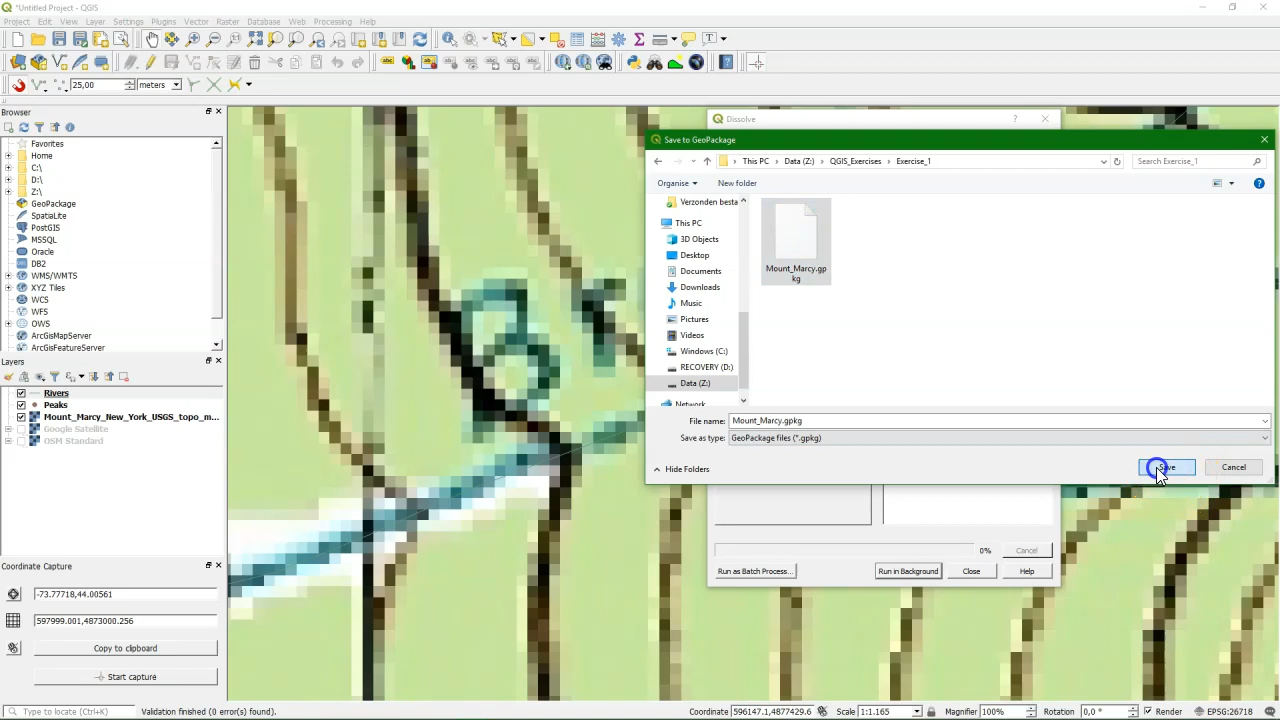 *Untitled Project - QGIS
Project Edit View Layer Settings Plugins Vector Raster Database Web Processing Help
25,00 meters
Browser
Favorites
Home
C:\
D:\
Z:\
GeoPackage
SpatiaLite
PostGIS
MSSQL
Oracle
DB2
WMS/WMTS
XYZ Tiles
WCS
WFS
OWS
ArcGisMapServer
ArcGisFeatureServer
Layers
Rivers
Peaks
Mount_Marcy_New_York_USGS_topo_m...
Google Satellite
OSM Standard
Coordinate Capture
-73.77718,44.00561
597999.001,4873000.256
Copy to clipboard
Start capture
Dissolve
Save to GeoPackage
This PC Data (Z:) QGIS_Exercises Exercise_1
Search Exercise_1
Organise New folder
Verzonden besta
This PC
3D Objects
Desktop
Documents
Downloads
Music
Pictures
Videos
Windows (C:)
RECOVERY (D:)
Data (Z:)
Network
Mount_Marcy.gp
kg
File name: Mount_Marcy.gpkg
Save as type: GeoPackage files (*.gpkg)
Hide Folders
Save Cancel
0% Cancel
Run as Batch Process... Run in Background Close Help
Type to locate (Ctrl+K) Validation finished (0 error(s) found). Coordinate 596147.1,4877429.6 Scale 1:1.165 Magnifier 100% Rotation 0,0 ° Render EPSG:26718